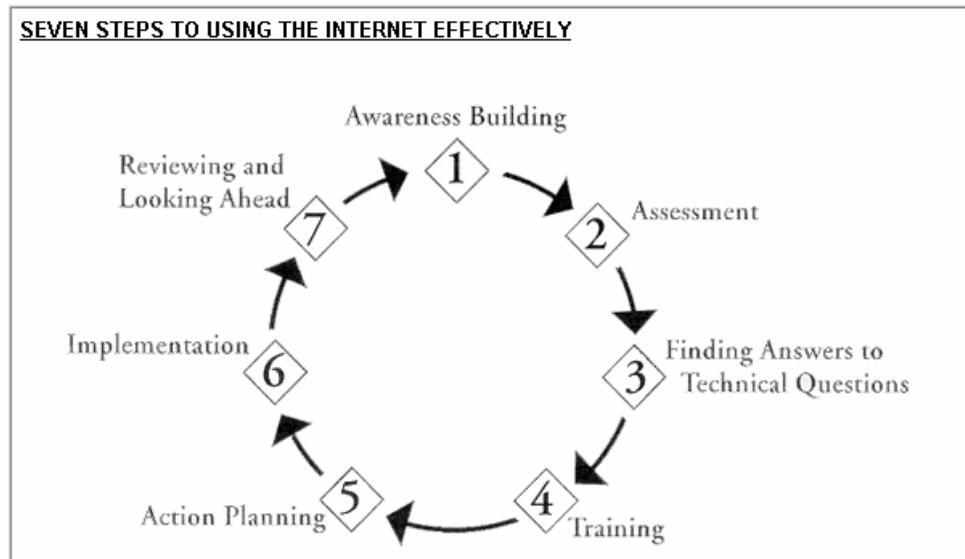 SEVEN STEPS TO USING THE INTERNET EFFECTIVELY
Awareness Building
1
Assessment
2
Finding Answers to
Technical Questions
3
Training
4
Action Planning
5
Implementation
6
Reviewing and
Looking Ahead
7